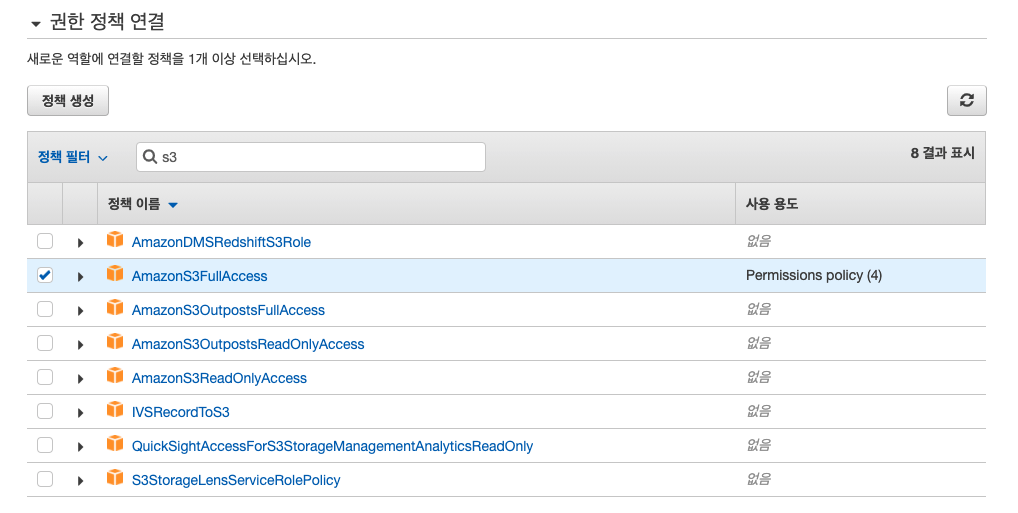 권한 정책 연결
새로운 역할에 연결할 정책을 1개 이상 선택하십시오.
정책 생성
정책 필터 s3 8 결과 표시
정책 이름 사용 용도
AmazonDMSRedshiftS3Role 없음
AmazonS3FullAccess Permissions policy (4)
AmazonS3OutpostsFullAccess 없음
AmazonS3OutpostsReadOnlyAccess 없음
AmazonS3ReadOnlyAccess 없음
IVSRecordToS3 없음
QuickSightAccessForS3StorageManagementAnalyticsReadOnly 없음
S3StorageLensServiceRolePolicy 없음